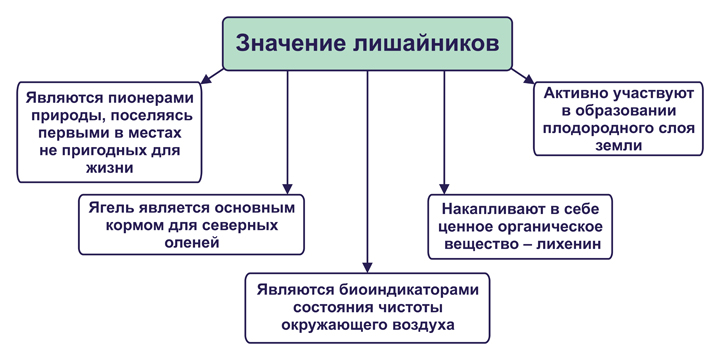 Значение лишайников
Являются пионерами
природы, поселяясь
первыми в местах
не пригодных для
жизни
Ягель является основным
кормом для северных
оленей
Являются биоиндикаторами
состояния чистоты
окружающего воздуха
Накапливают в себе
ценное органическое
вещество – лихенин
Активно участвуют
в образовании
плодородного слоя
земли